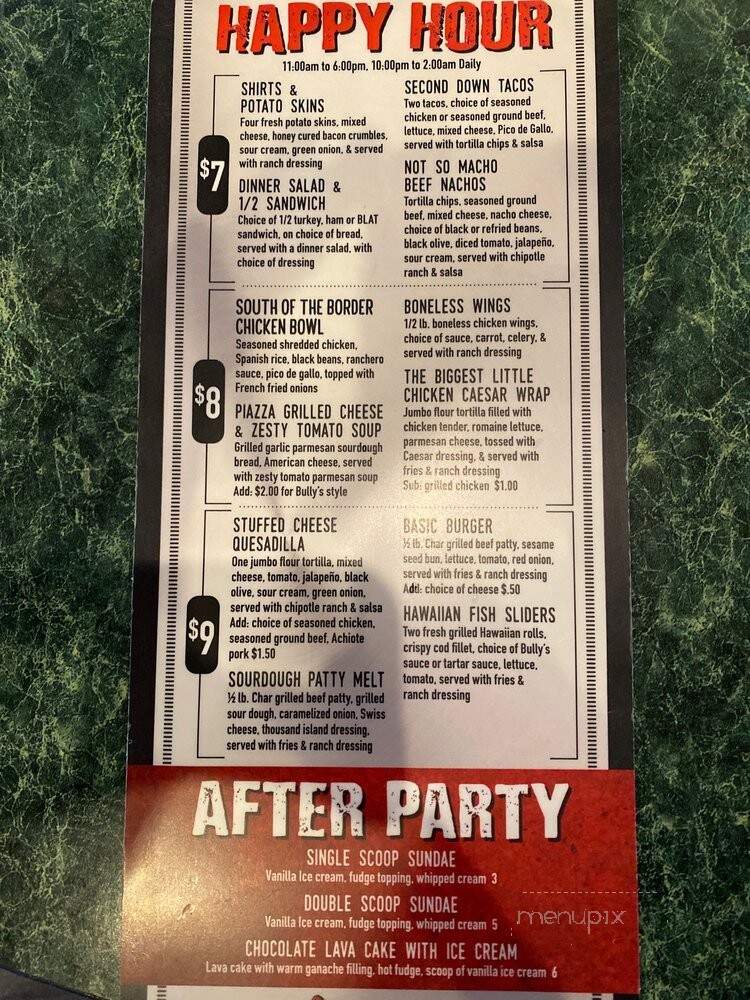 HAPPY HOUR
11:00am to 6:00pm, 10:00pm to 2:00am Daily
$7
SHIRTS &
POTATO SKINS
Four fresh potato skins, mixed
cheese, honey cured bacon crumbles,
sour cream, green onion, & served
with ranch dressing
DINNER SALAD &
1/2 SANDWICH
Choice of 1/2 turkey, ham or BLAT
sandwich, on choice of bread,
served with a dinner salad, with
choice of dressing
SECOND DOWN TACOS
Two tacos, choice of seasoned
chicken or seasoned ground beef,
lettuce, mixed cheese, Pico de Gallo,
served with tortilla chips & salsa
NOT SO MACHO
BEEF NACHOS
Tortilla chips, seasoned ground
beef, mixed cheese, nacho cheese,
choice of black or refried beans,
black olive, diced tomato, jalapeño,
sour cream, served with chipotle
ranch & salsa
$8
SOUTH OF THE BORDER
CHICKEN BOWL
Seasoned shredded chicken,
Spanish rice, black beans, ranchero
sauce, pico de gallo, topped with
French fried onions
PIAZZA GRILLED CHEESE
& ZESTY TOMATO SOUP
Grilled garlic parmesan sourdough
bread, American cheese, served
with zesty tomato parmesan soup
Add: $2.00 for Bully's style
BONELESS WINGS
1/2 lb. boneless chicken wings,
choice of sauce, carrot, celery, &
served with ranch dressing
THE BIGGEST LITTLE
CHICKEN CAESAR WRAP
Jumbo flour tortilla filled with
chicken tender, romaine lettuce,
parmesan cheese, tossed with
Caesar dressing, & served with
fries & ranch dressing
Sub: grilled chicken $1.00
$9
STUFFED CHEESE
QUESADILLA
One jumbo flour tortilla, mixed
cheese, tomato, jalapeño, black
olive, sour cream, green onion,
served with chipotle ranch & salsa
Add: choice of seasoned chicken,
seasoned ground beef, Achiote
pork $1.50
SOURDOUGH PATTY MELT
½ lb. Char grilled beef patty, grilled
sour dough, caramelized onion, Swiss
cheese, thousand island dressing,
served with fries & ranch dressing
BASIC BURGER
½ lb. Char grilled beef patty, sesame
seed bun, lettuce, tomato, red onion,
served with fries & ranch dressing
Add: choice of cheese $.50
HAWAIIAN FISH SLIDERS
Two fresh grilled Hawaiian rolls,
crispy cod fillet, choice of Bully's
sauce or tartar sauce, lettuce,
tomato, served with fries &
ranch dressing
AFTER PARTY
SINGLE SCOOP SUNDAE
Vanilla Ice cream, fudge topping, whipped cream 3
DOUBLE SCOOP SUNDAE
Vanilla Ice cream, fudge topping, whipped cream 5
CHOCOLATE LAVA CAKE WITH ICE CREAM
Lava cake with warm ganache filling, hot fudge, scoop of vanilla ice cream 6
menupix